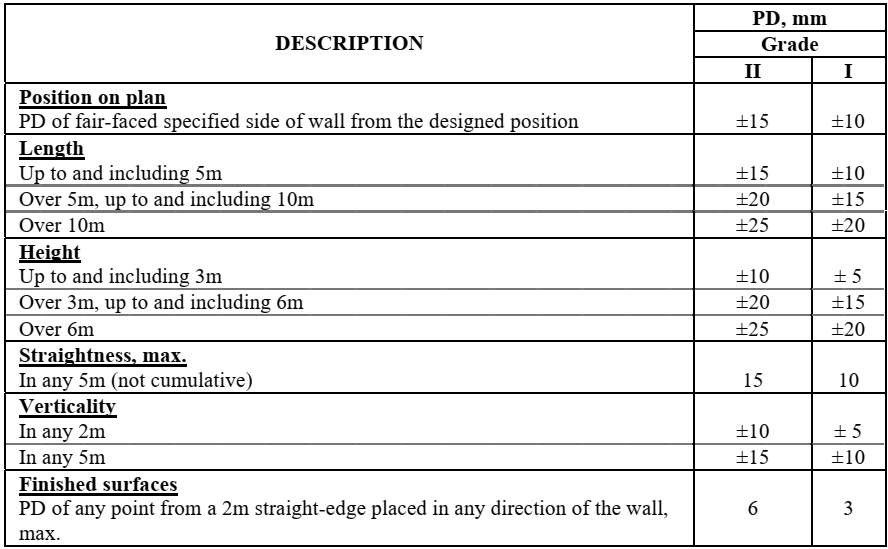 DESCRIPTION PD, mm
Grade
II I
Position on plan
PD of fair-faced specified side of wall from the designed position ±15 ±10
Length
Up to and including 5m ±15 ±10
Over 5m, up to and including 10m ±20 ±15
Over 10m ±25 ±20
Height
Up to and including 3m ±10 ± 5
Over 3m, up to and including 6m ±20 ±15
Over 6m ±25 ±20
Straightness, max.
In any 5m (not cumulative) 15 10
Verticality
In any 2m ±10 ± 5
In any 5m ±15 ±10
Finished surfaces
PD of any point from a 2m straight-edge placed in any direction of the wall, 6 3
max.